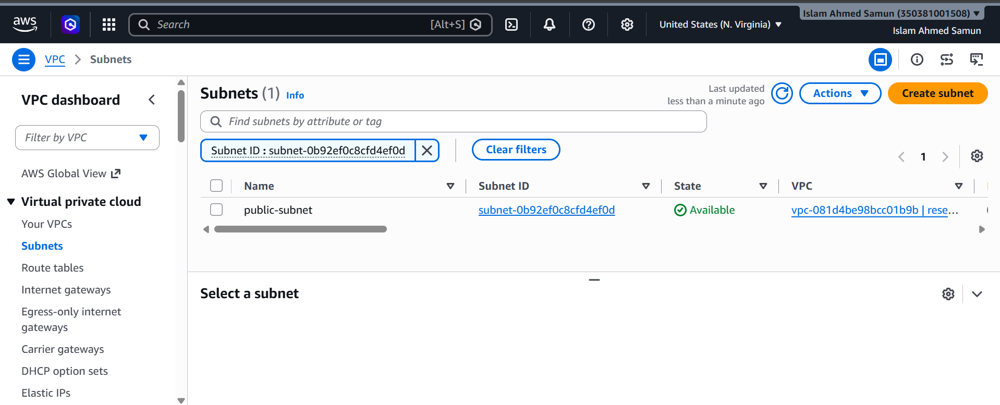 aws
Search
[Alt+S]
United States (N. Virginia)
Islam Ahmed Samun (350381001508)
Islam Ahmed Samun
VPC
Subnets
VPC dashboard
Filter by VPC
AWS Global View
Virtual private cloud
Your VPCs
Subnets
Route tables
Internet gateways
Egress-only internet
gateways
Carrier gateways
DHCP option sets
Elastic IPs
Subnets (1) Info
Last updated
less than a minute ago
Actions
Create subnet
Find subnets by attribute or tag
Subnet ID : subnet-0b92ef0c8cfd4ef0d
Clear filters
1
Name Subnet ID State VPC
public-subnet subnet-0b92ef0c8cfd4ef0d Available vpc-081d4be98bcc01b9b | rese...
Select a subnet